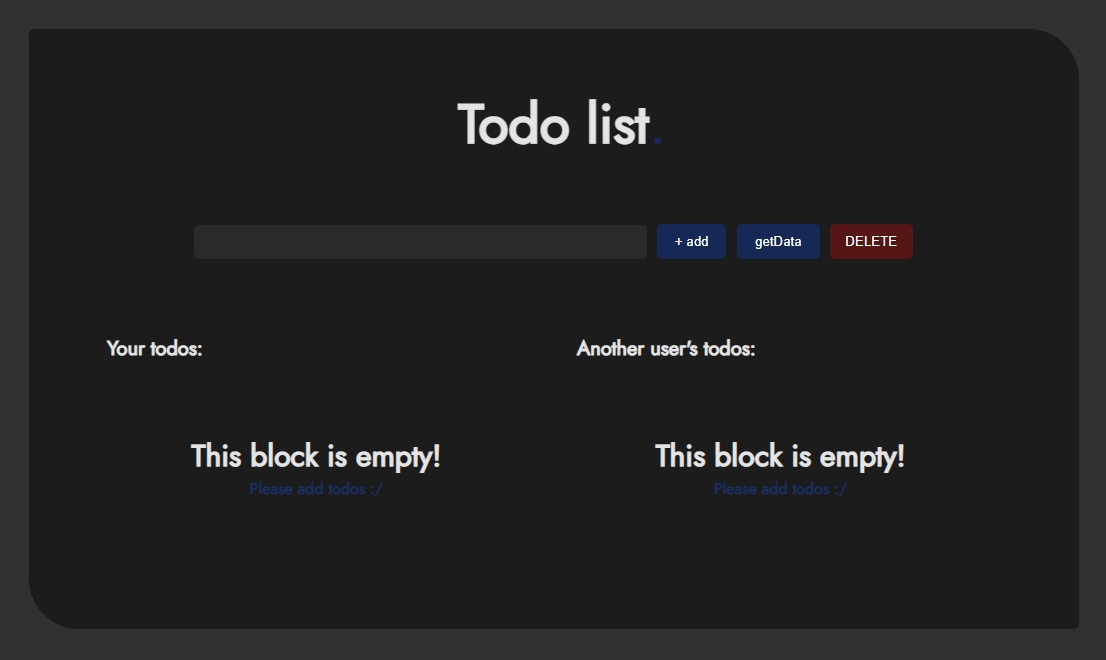 Todo list.
+ add getData DELETE
Your todos: Another user's todos:
This block is empty! This block is empty!
Please add todos :/ Please add todos :/